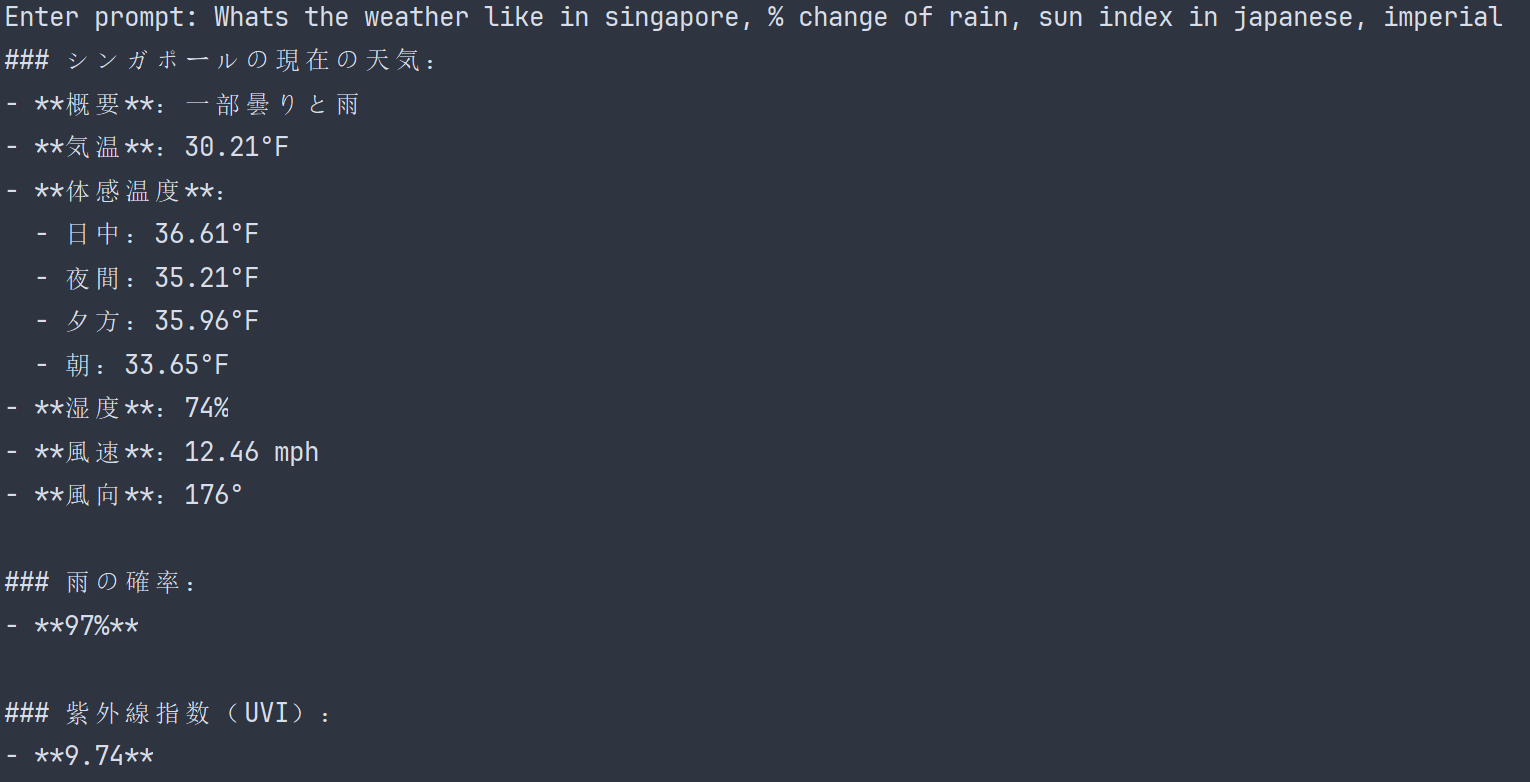 Enter prompt: Whats the weather like in singapore, % change of rain, sun index in japanese, imperial
### シンガポールの現在の天気：
- **概要**： 一部曇りと雨
- **気温**： 30.21°F
- **体感温度**：
  - 日中： 36.61°F
  - 夜間： 35.21°F
  - 夕方： 35.96°F
  - 朝： 33.65°F
- **湿度**： 74%
- **風速**： 12.46 mph
- **風向**： 176°
### 雨の確率：
- **97%**
### 紫外線指数（UVI）：
- **9.74**